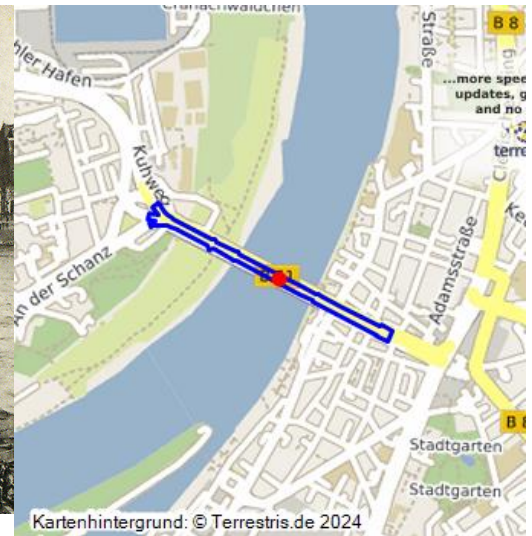 Cranachwäldchen
B 8
Straße
hler Hafen
...more spee
updates, g
and no
terre
Kuhweg
An der Schanz
Adamsstraße
B 8
Stadtgarten
Stadtgarten
Kartenhintergrund: © Terrestris.de 2024